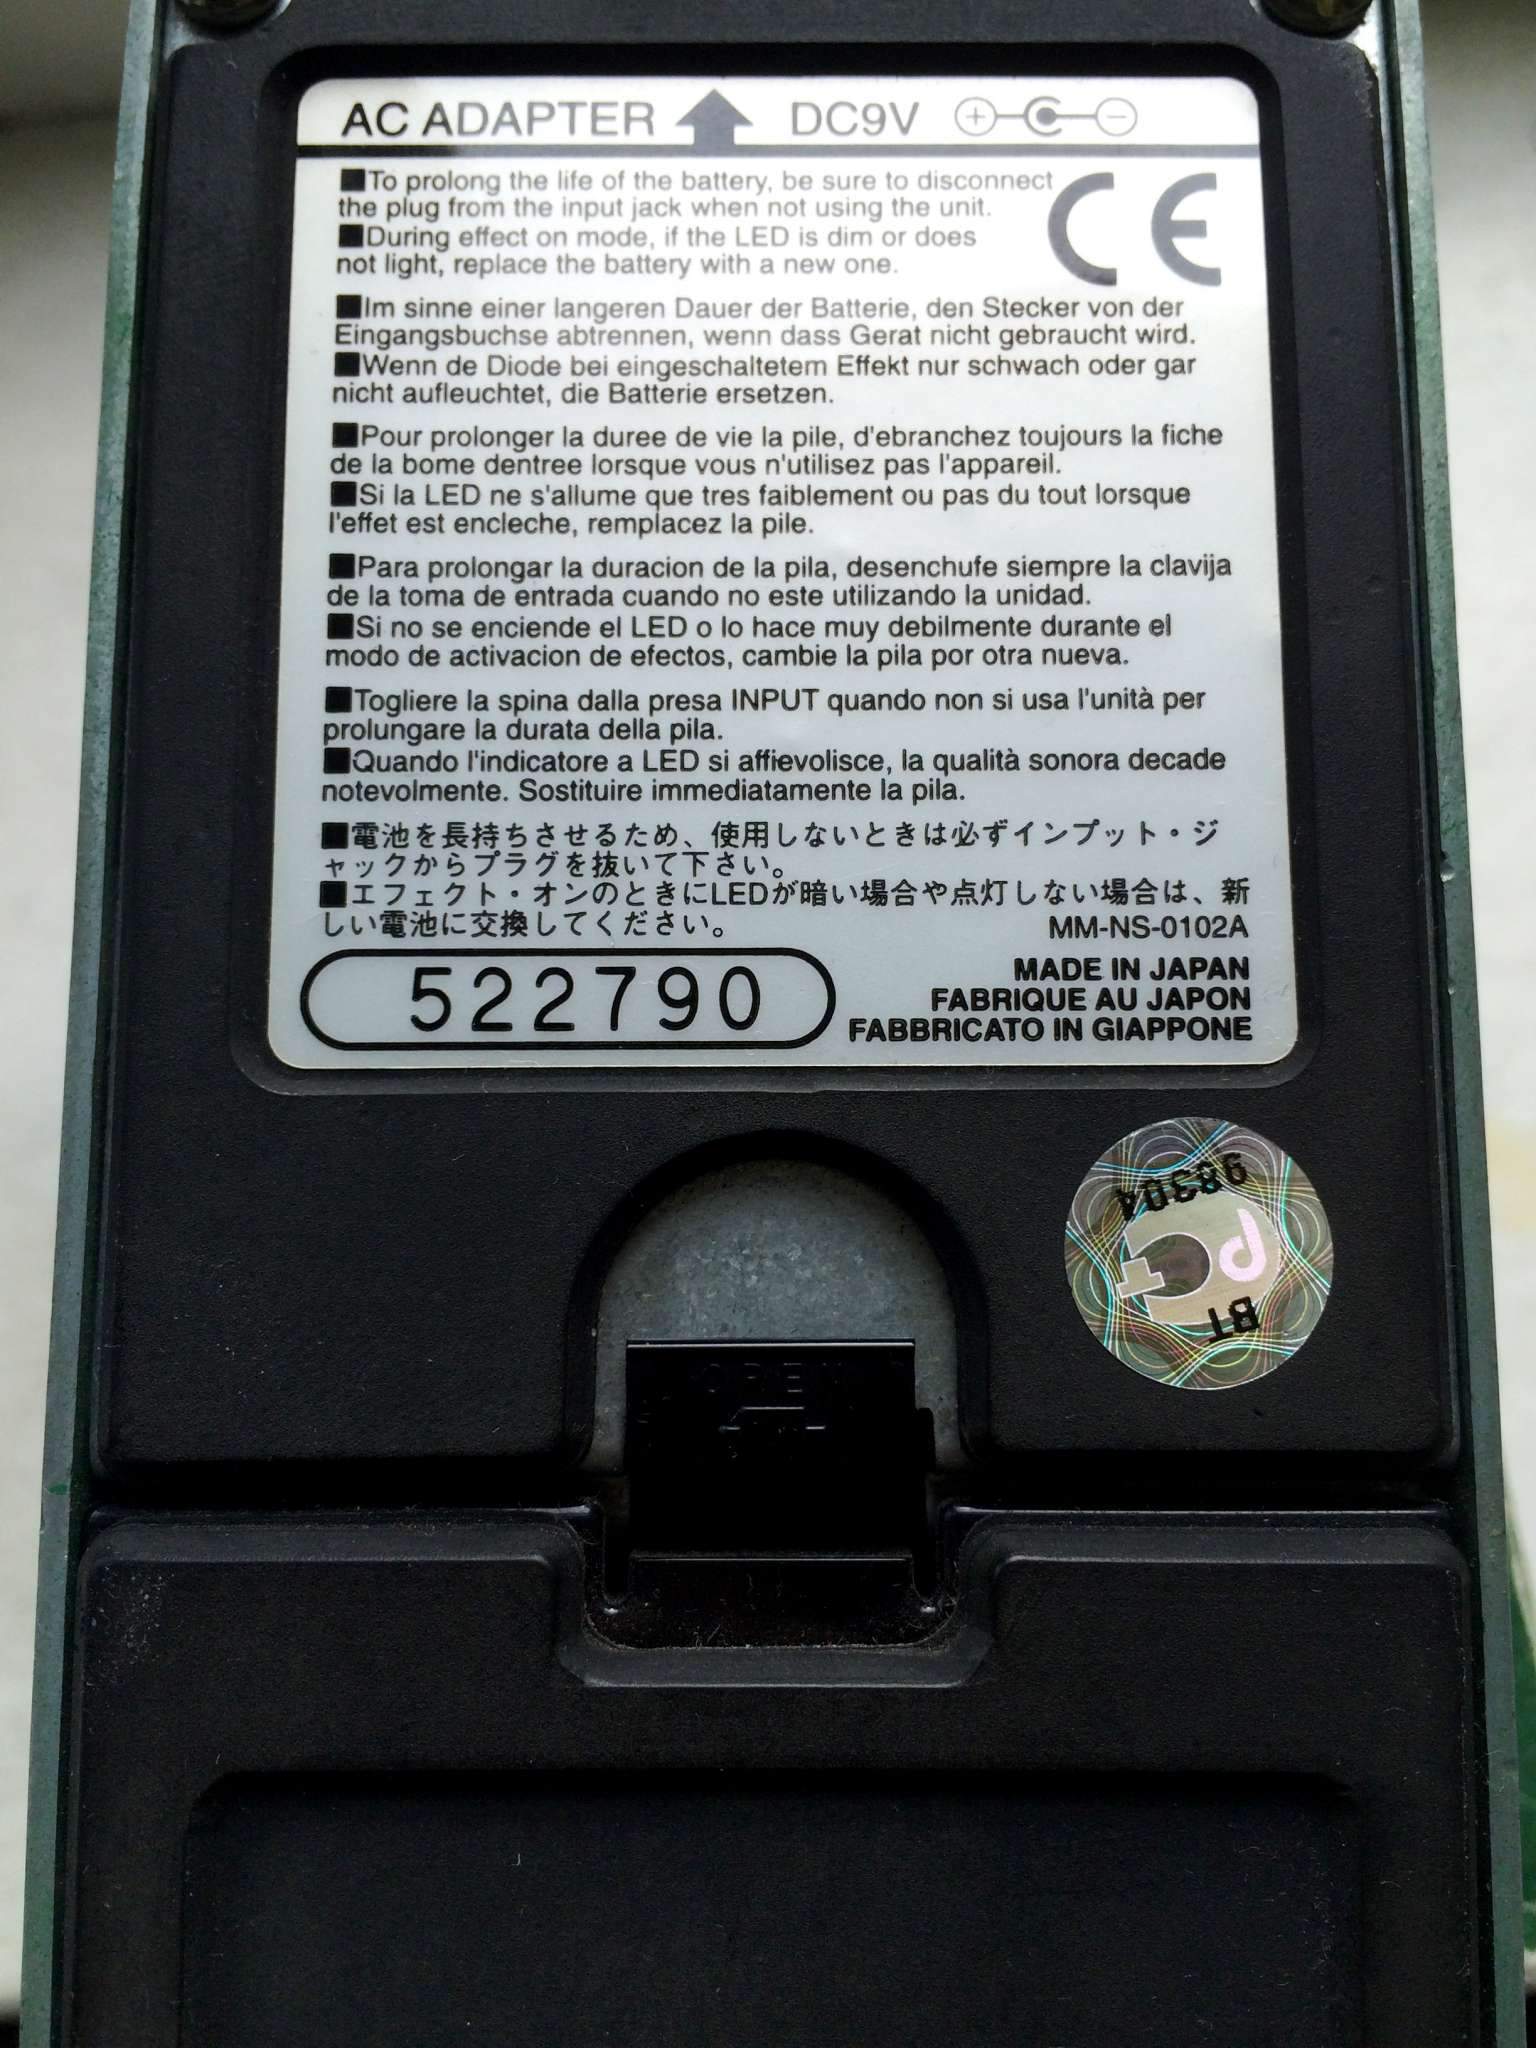 AC ADAPTER DC9V
■To prolong the life of the battery, be sure to disconnect
the plug from the input jack when not using the unit.
■During effect on mode, if the LED is dim or does
not light, replace the battery with a new one.
CE
■Im sinne einer langeren Dauer der Batterie, den Stecker von der
Eingangsbuchse abtrennen, wenn dass Gerat nicht gebraucht wird.
■Wenn de Diode bei eingeschaltetem Effekt nur schwach oder gar
nicht aufleuchtet, die Batterie ersetzen.
■Pour prolonger la duree de vie la pile, d'ebranchez toujours la fiche
de la bome dentree lorsque vous n'utilisez pas l'appareil.
■Si la LED ne s'allume que tres faiblement ou pas du tout lorsque
l'effet est encleche, remplacez la pile.
■Para prolongar la duracion de la pila, desenchufe siempre la clavija
de la toma de entrada cuando no este utilizando la unidad.
■Si no se enciende el LED o lo hace muy debilmente durante el
modo de activacion de efectos, cambie la pila por otra nueva.
■Togliere la spina dalla presa INPUT quando non si usa l'unità per
prolungare la durata della pila.
■Quando l'indicatore a LED si affievolisce, la qualità sonora decade
notevolmente. Sostituire immediatamente la pila.
■電池を長持ちさせるため、使用しないときは必ずインプット・ジ
ャックからプラグを抜いて下さい。
■エフェクト・オンのときにLEDが暗い場合や点灯しない場合は、新
しい電池に交換してください。
MM-NS-0102A
522790
MADE IN JAPAN
FABRIQUE AU JAPON
FABBRICATO IN GIAPPONE
98304
PCT
BT
OPEN